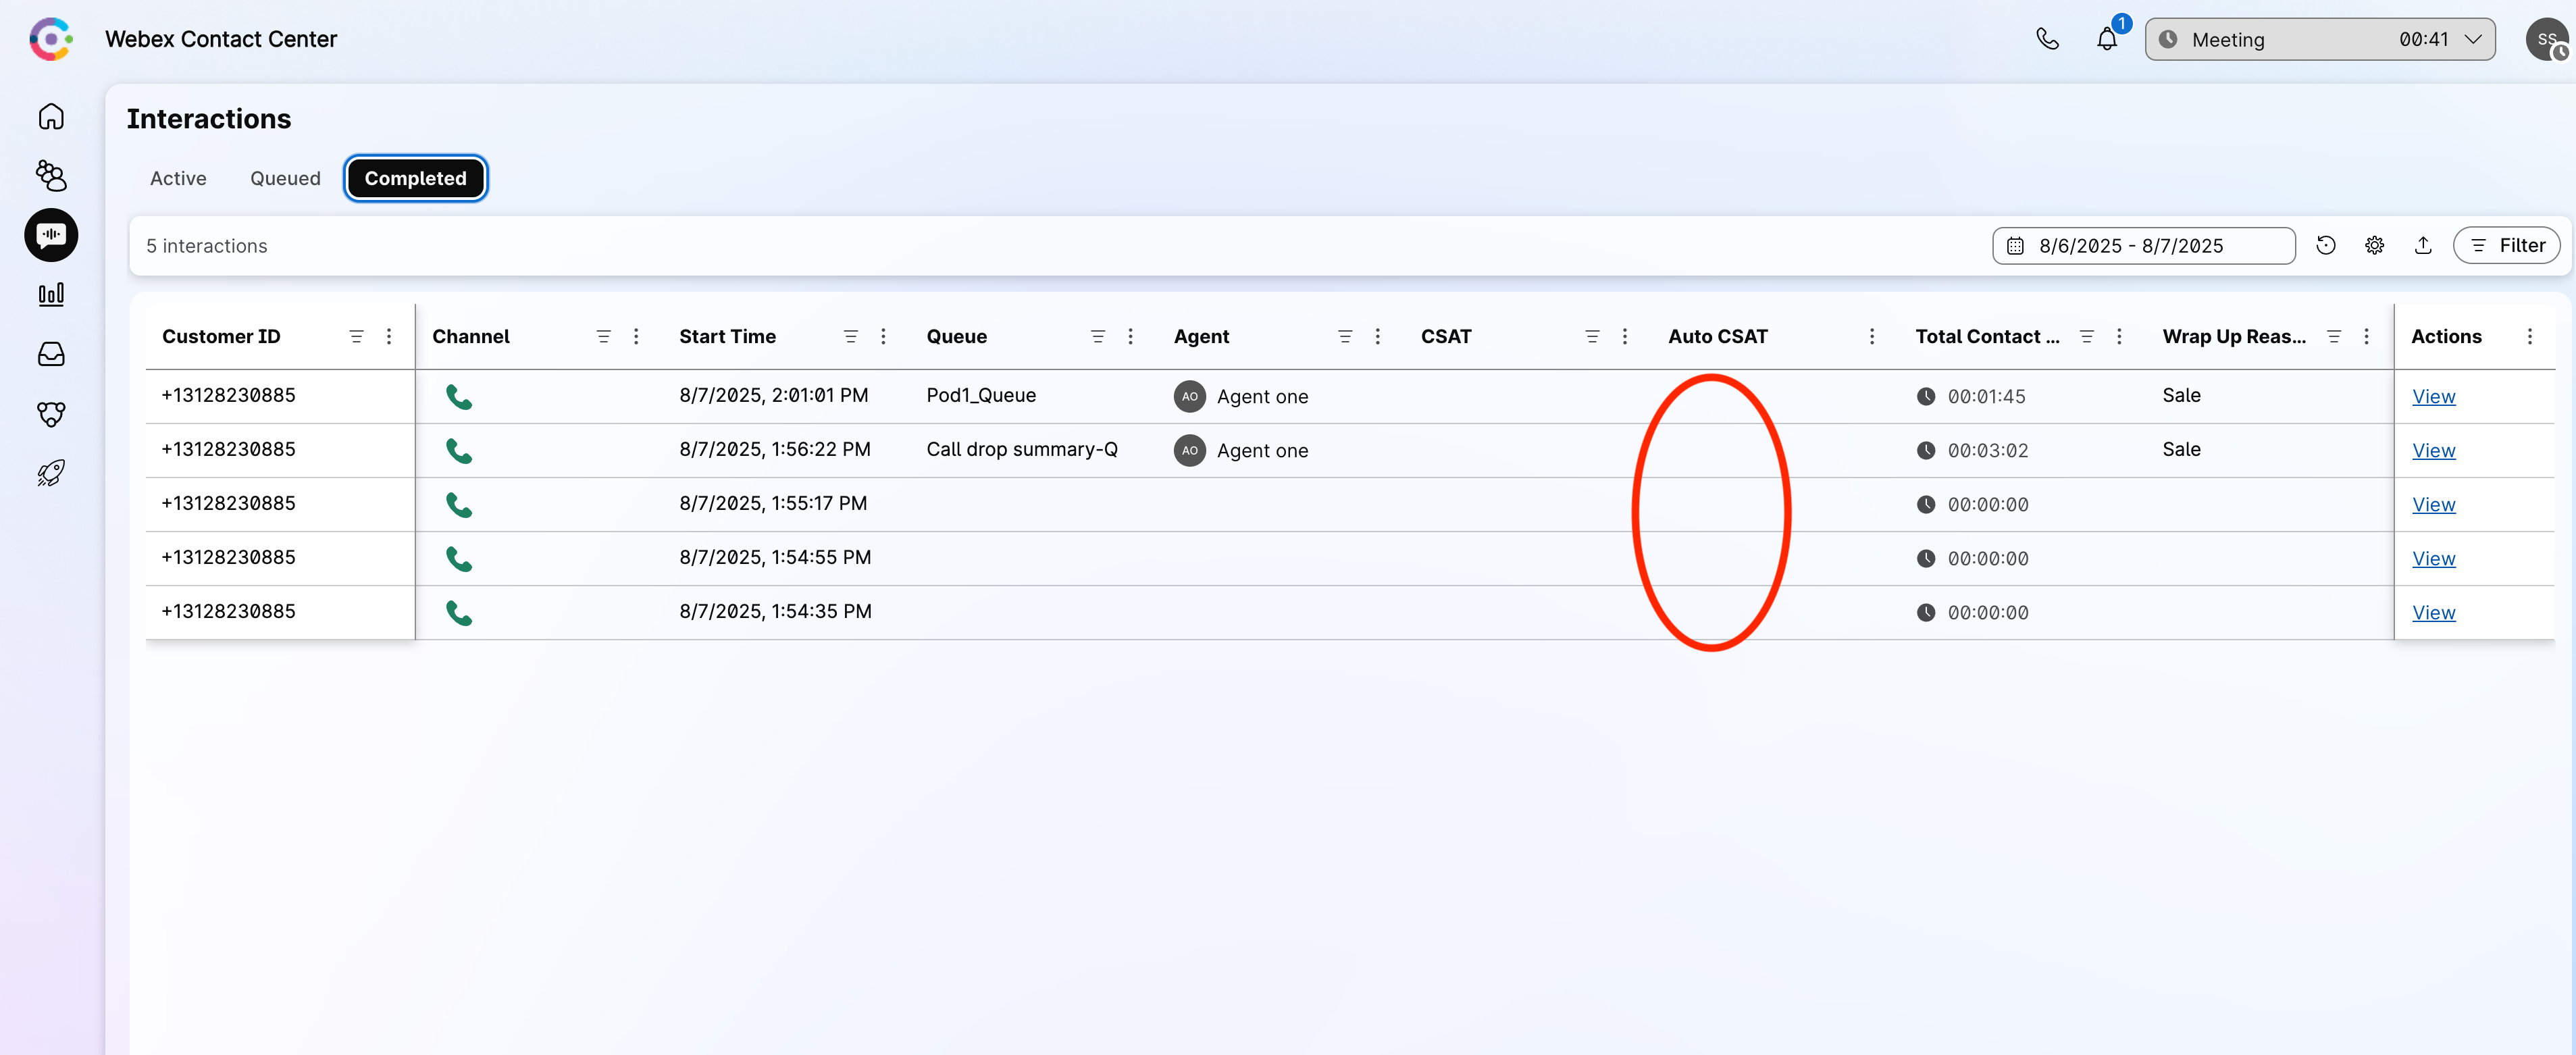 Webex Contact Center
1
Meeting 00:41
SS
Interactions
Active Queued Completed
5 interactions
8/6/2025 - 8/7/2025
Filter
Customer ID Channel Start Time Queue Agent CSAT Auto CSAT Total Contact ... Wrap Up Reas... Actions
+13128230885 8/7/2025, 2:01:01 PM Pod1_Queue AO Agent one 00:01:45 Sale View
+13128230885 8/7/2025, 1:56:22 PM Call drop summary-Q AO Agent one 00:03:02 Sale View
+13128230885 8/7/2025, 1:55:17 PM 00:00:00 View
+13128230885 8/7/2025, 1:54:55 PM 00:00:00 View
+13128230885 8/7/2025, 1:54:35 PM 00:00:00 View